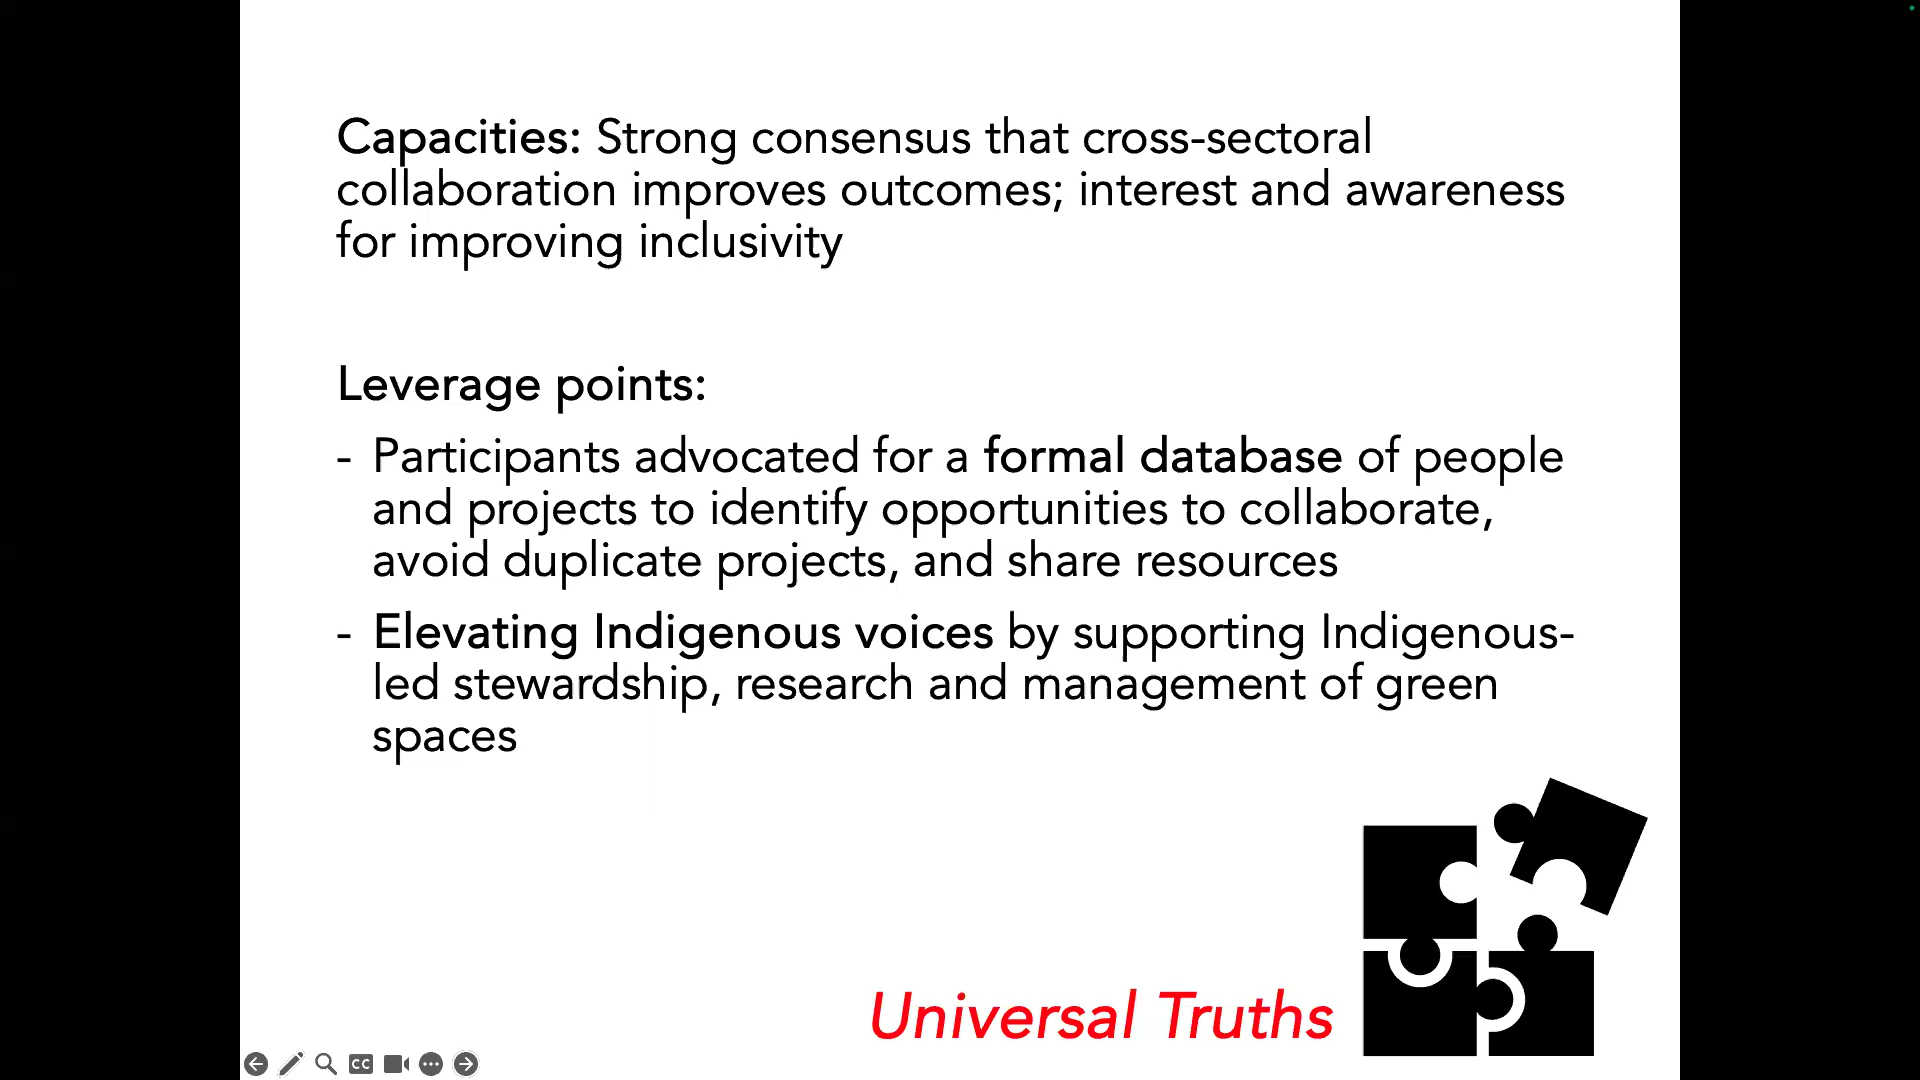 Capacities: Strong consensus that cross-sectoral
collaboration improves outcomes; interest and awareness
for improving inclusivity
Leverage points:
- Participants advocated for a formal database of people
and projects to identify opportunities to collaborate,
avoid duplicate projects, and share resources
- Elevating Indigenous voices by supporting Indigenous-
led stewardship, research and management of green
spaces
Universal Truths
CC